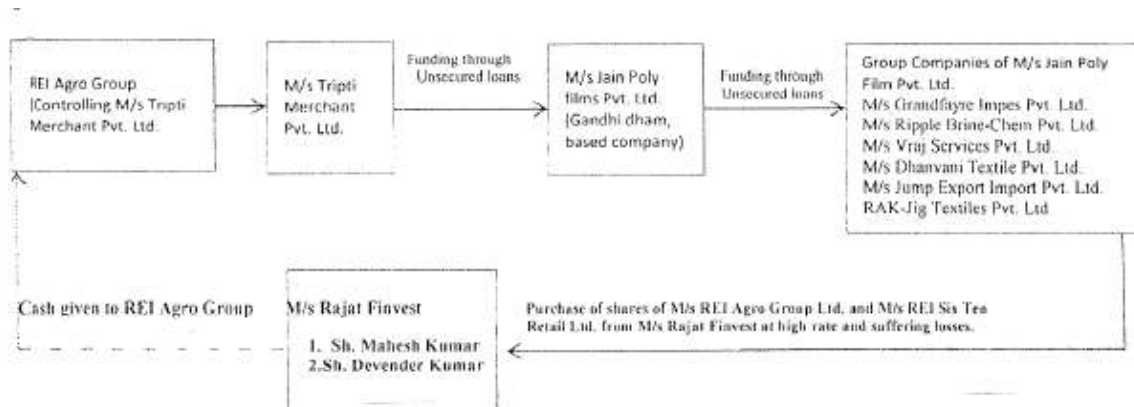 REI Agro Group
(Controlling M/s Tripti
Merchant Pvt. Ltd.
M/s Tripti
Merchant
Pvt. Ltd.
Funding through
Unsecured loans
M/s Jain Poly
films Pvt. Ltd.
(Gandhi dham,
based company)
Funding through
Unsecured loans
Group Companies of M/s Jain Poly
Film Pvt. Ltd.
M/s Grandfayre Impes Pvt. Ltd.
M/s Ripple Brine-Chem Pvt. Ltd.
M/s Vraj Services Pvt. Ltd.
M/s Dhanvani Textile Pvt. Ltd.
M/s Jump Export Import Pvt. Ltd.
RAK-Jig Textiles Pvt. Ltd
Cash given to REI Agro Group
M/s Rajat Finvest
1. Sh. Mahesh Kumar
2.Sh. Devender Kumar
Purchase of shares of M/s REI Agro Group Ltd. and M/s REI Six Ten
Retail Ltd. from M/s Rajat Finvest at high rate and suffering losses.